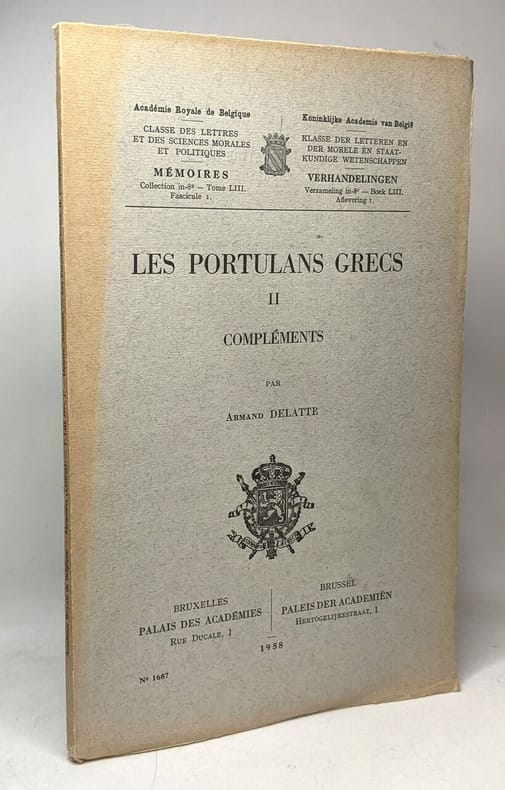 Académie Royale de Belgique
CLASSE DES LETTRES
ET DES SCIENCES MORALES
ET POLITIQUES
MÉMOIRES
Collection in-8º — Tome LIII.
Fascicule 1.
Koninklijke Academie van België
KLASSE DER LETTEREN EN
DER MORELE EN STAAT-
KUNDIGE WETENSCHAPPEN
VERHANDELINGEN
Verzameling in-8º — Boek LIII.
Aflevering 1.
LES PORTULANS GRECS
II
COMPLÉMENTS
PAR
ARMAND DELATTE
BRUXELLES
PALAIS DES ACADÉMIES
RUE DUCALE, 1
BRUSSEL
PALEIS DER ACADEMIËN
HERTOGELIJKESTRAAT, 1
1958
Nº 1687